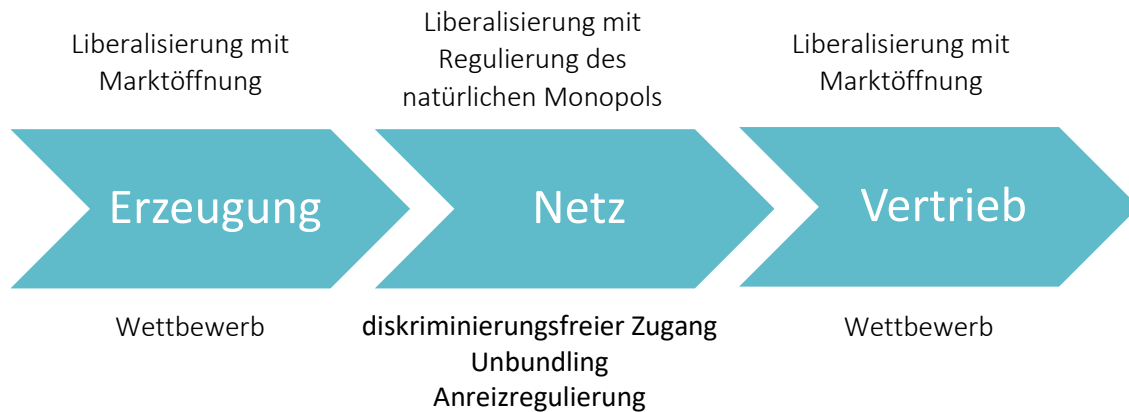 Liberalisierung mit
Marktöffnung
Liberalisierung mit
Regulierung des
natürlichen Monopols
Liberalisierung mit
Marktöffnung
Erzeugung
Netz
Vertrieb
Wettbewerb
diskriminierungsfreier Zugang
Unbundling
Anreizregulierung
Wettbewerb